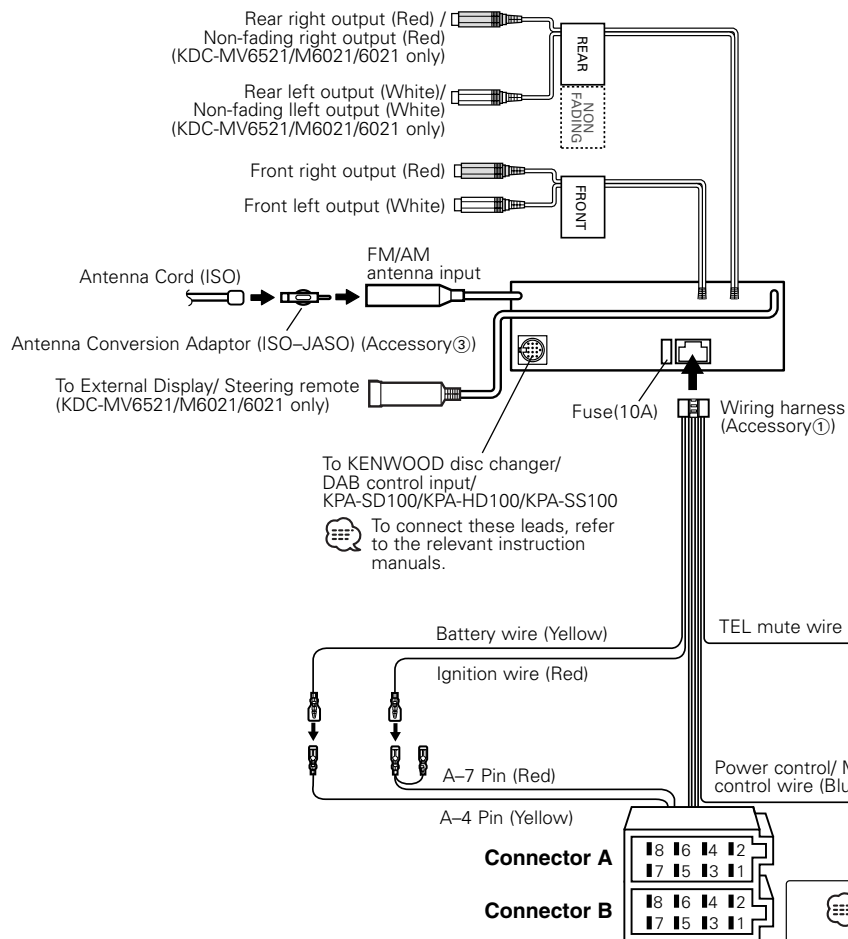 Rear right output (Red) /
Non-fading right output (Red)
(KDC-MV6521/M6021/6021 only)
REAR
Rear left output (White)/
Non-fading lleft output (White)
(KDC-MV6521/M6021/6021 only)
NON
FADING
Front right output (Red)
Front left output (White)
FRONT
FM/AM
antenna input
Antenna Cord (ISO)
Antenna Conversion Adaptor (ISO–JASO) (Accessory③)
To External Display/ Steering remote
(KDC-MV6521/M6021/6021 only)
Fuse(10A)
Wiring harness
(Accessory①)
To KENWOOD disc changer/
DAB control input/
KPA-SD100/KPA-HD100/KPA-SS100
To connect these leads, refer
to the relevant instruction
manuals.
Battery wire (Yellow)
TEL mute wire
Ignition wire (Red)
A–7 Pin (Red)
Power control/ M
control wire (Blu
A–4 Pin (Yellow)
Connector A
8 6 4 2
7 5 3 1
Connector B
8 6 4 2
7 5 3 1